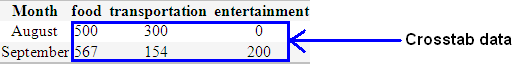 Month food transportation entertainment
August 500 300 0 Crosstab data
September 567 154 200